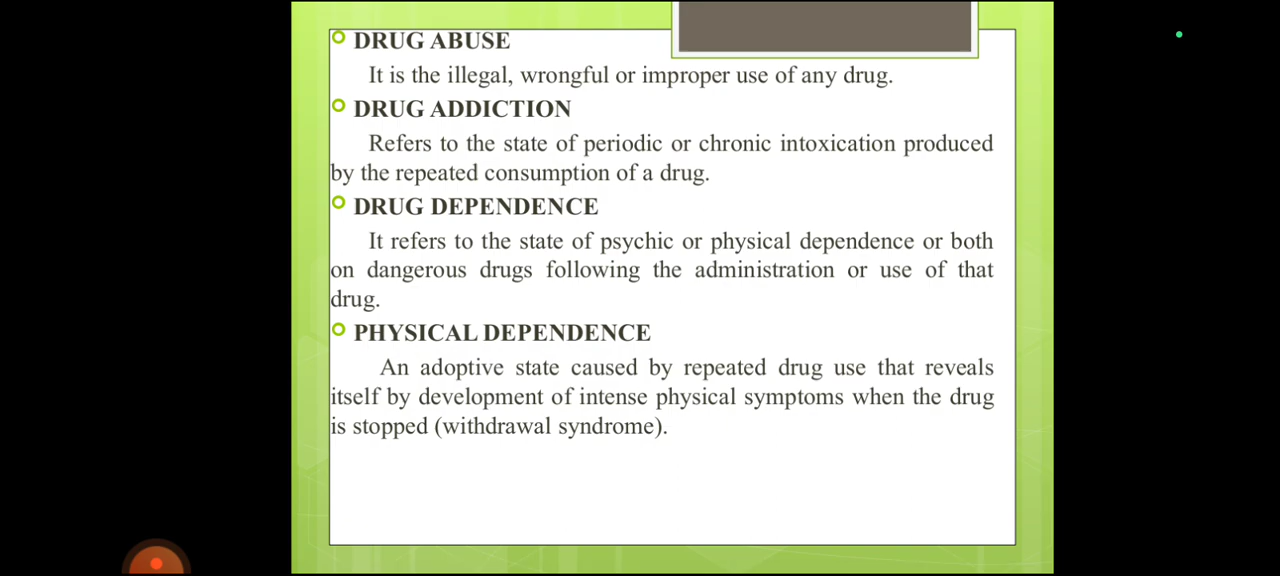 DRUG ABUSE
It is the illegal, wrongful or improper use of any drug.
DRUG ADDICTION
Refers to the state of periodic or chronic intoxication produced
by the repeated consumption of a drug.
DRUG DEPENDENCE
It refers to the state of psychic or physical dependence or both
on dangerous drugs following the administration or use of that
drug.
PHYSICAL DEPENDENCE
An adoptive state caused by repeated drug use that reveals
itself by development of intense physical symptoms when the drug
is stopped (withdrawal syndrome).